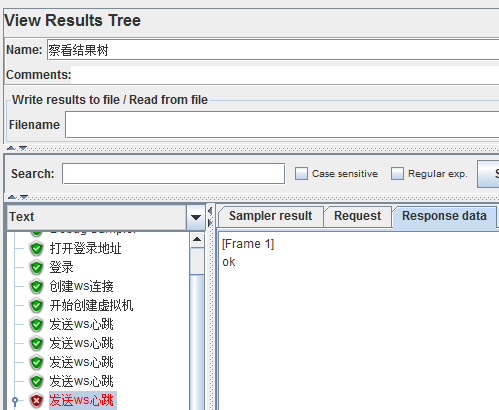 View Results Tree
Name: 察看结果树
Comments:
Write results to file / Read from file
Filename
Search:
Case sensitive
Regular exp.
S
Text
Sampler result
Request
Response data
Debug Sampler
打开登录地址
登录
创建ws连接
开始创建虚拟机
发送ws心跳
发送ws心跳
发送ws心跳
发送ws心跳
发送ws心跳
[Frame 1]
ok